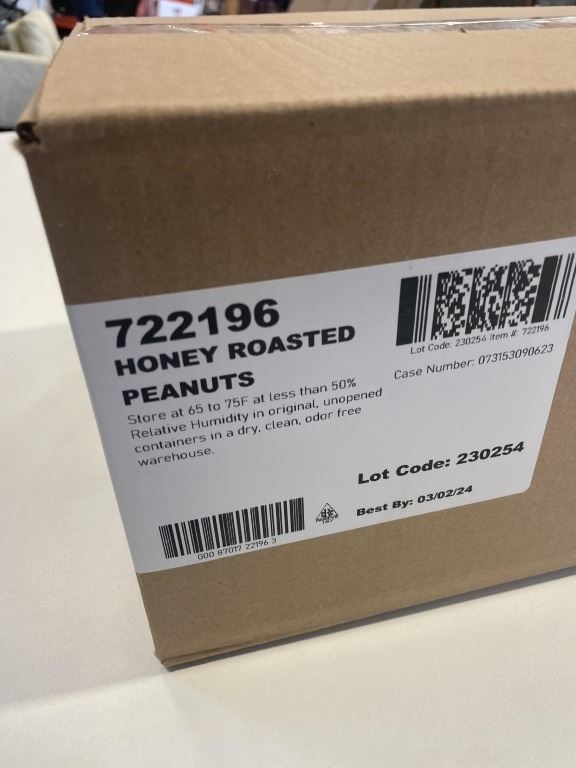 722196
HONEY ROASTED
PEANUTS
Store at 65 to 75F at less than 50%
Relative Humidity in original, unopened
containers in a dry, clean, odor free
warehouse.
Lot Code: 230254 Item #: 722196
Case Number: 073153090623
Lot Code: 230254
Best By: 03/02/24
000 87017 22196 3